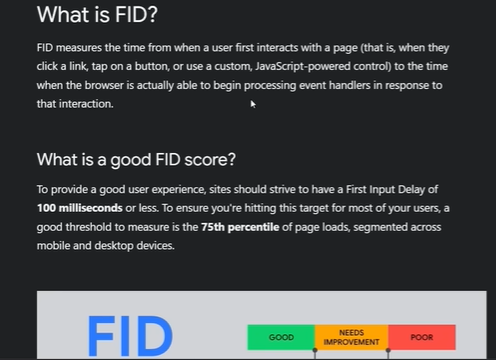 What is FID?
FID measures the time from when a user first interacts with a page (that is, when they
click a link, tap on a button, or use a custom, JavaScript-powered control) to the time
when the browser is actually able to begin processing event handlers in response to
that interaction.
What is a good FID score?
To provide a good user experience, sites should strive to have a First Input Delay of
100 milliseconds or less. To ensure you're hitting this target for most of your users, a
good threshold to measure is the 75th percentile of page loads, segmented across
mobile and desktop devices.
FID
GOOD
NEEDS
IMPROVEMENT
POOR